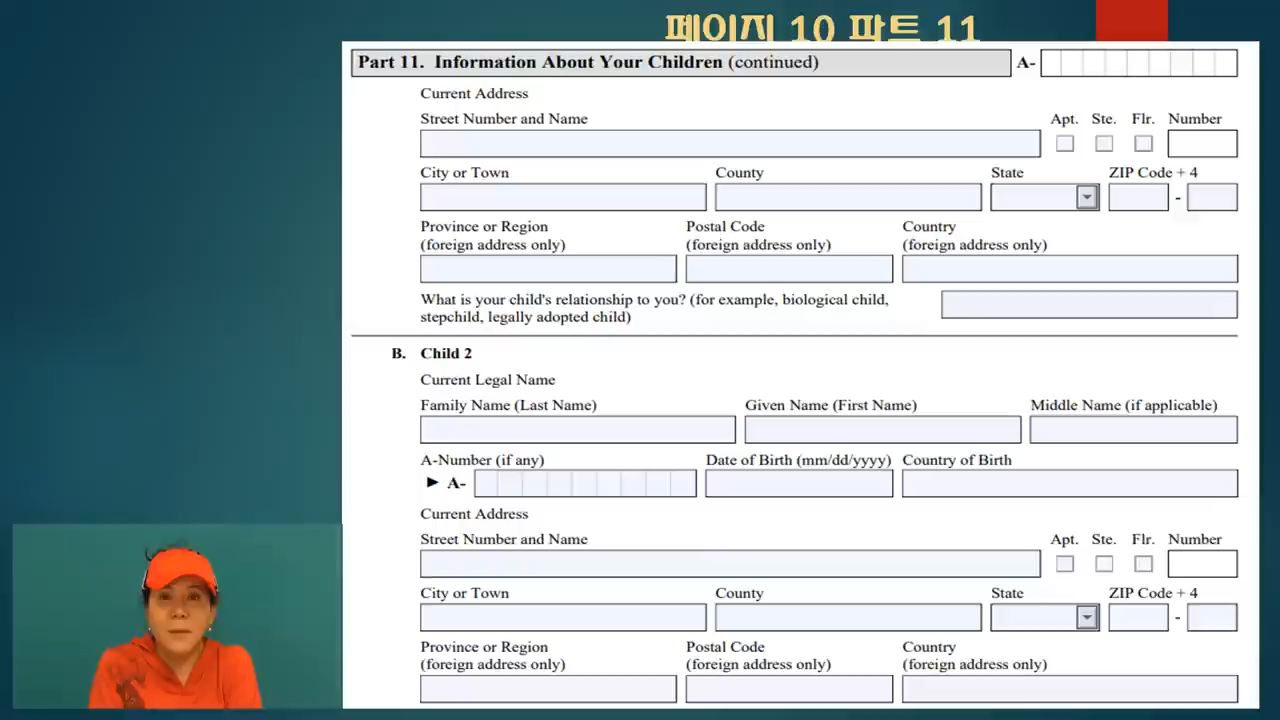 페이지 10 파트 11
Part 11. Information About Your Children (continued) A-
Current Address
Street Number and Name Apt. Ste. Flr. Number
City or Town County State ZIP Code + 4
-
Province or Region Postal Code Country
(foreign address only) (foreign address only) (foreign address only)
What is your child's relationship to you? (for example, biological child,
stepchild, legally adopted child)
B. Child 2
Current Legal Name
Family Name (Last Name) Given Name (First Name) Middle Name (if applicable)
A-Number (if any) Date of Birth (mm/dd/yyyy) Country of Birth
► A-
Current Address
Street Number and Name Apt. Ste. Flr. Number
City or Town County State ZIP Code + 4
-
Province or Region Postal Code Country
(foreign address only) (foreign address only) (foreign address only)